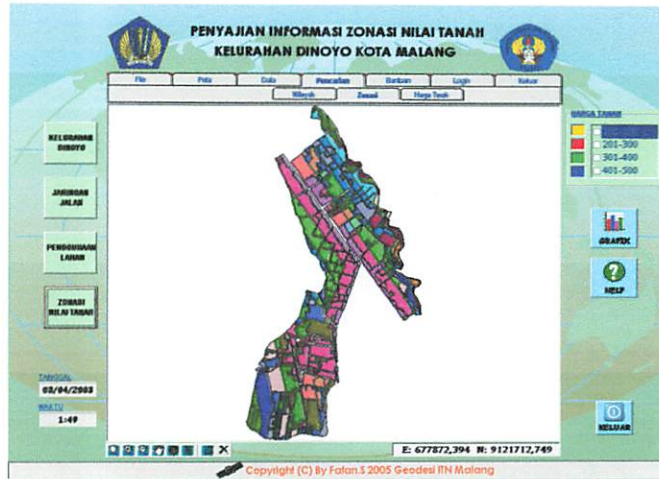 PENYAJIAN INFORMASI ZONASI NILAI TANAH
KELURAHAN DINOYO KOTA MALANG
File Peta Data Pencarian Bantuan Login Keluar
Wilayah Zonasi Harga Tanah
KELURAHAN
DINOYO
JARINGAN
JALAN
PENGGUNAAN
LAHAN
ZONASI
NILAI TANAH
HARGA TANAH
201-300
301-400
401-500
GRAFIK
HELP
TANGGAL
03/04/2003
WAKTU
1:49
KELUAR
E: 677872,394 N: 9121712,749
Copyright (C) By Fafan.S 2005 Geodesi ITN Malang